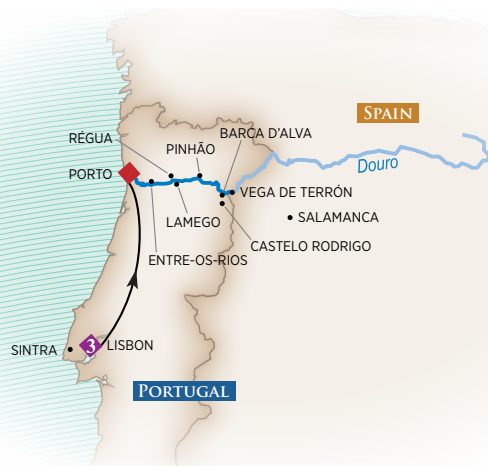 SPAIN
BARCA D'ALVA
RÉGUA
PINHÃO
Douro
PORTO
VEGA DE TERRÓN
LAMEGO
SALAMANCA
CASTELO RODRIGO
ENTRE-OS-RIOS
SINTRA
3
LISBON
PORTUGAL